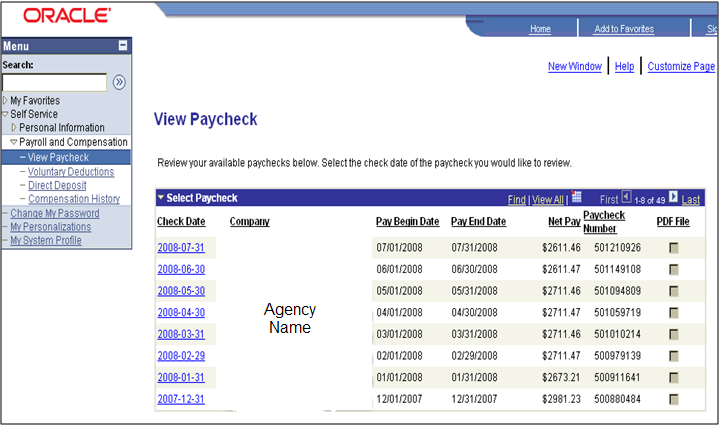 ORACLE'
Home Add to Favorites
Menu
Search:
New Window Help Customize Page
My Favorites
Self Service
Personal Information
Payroll and Compensation
View Paycheck
Voluntary Deductions
Direct Deposit
Compensation History
Change My Password
My Personalizations
My System Profile
View Paycheck
Review your available paychecks below. Select the check date of the paycheck you would like to review.
Select Paycheck Find | View All | First 1-8 of 49 Last
Check Date Company Pay Begin Date Pay End Date Net Pay Paycheck Number PDF File
2008-07-31 07/01/2008 07/31/2008 $2611.46 501210926
2008-06-30 06/01/2008 06/30/2008 $2611.47 501149108
2008-05-30 05/01/2008 05/31/2008 $2711.46 501094809
2008-04-30 04/01/2008 04/30/2008 $2711.47 501059719
2008-03-31 03/01/2008 03/31/2008 $2711.46 501010214
2008-02-29 02/01/2008 02/29/2008 $2711.47 500979139
2008-01-31 01/01/2008 01/31/2008 $2673.21 500911641
2007-12-31 12/01/2007 12/31/2007 $2981.23 500880484
Agency
Name